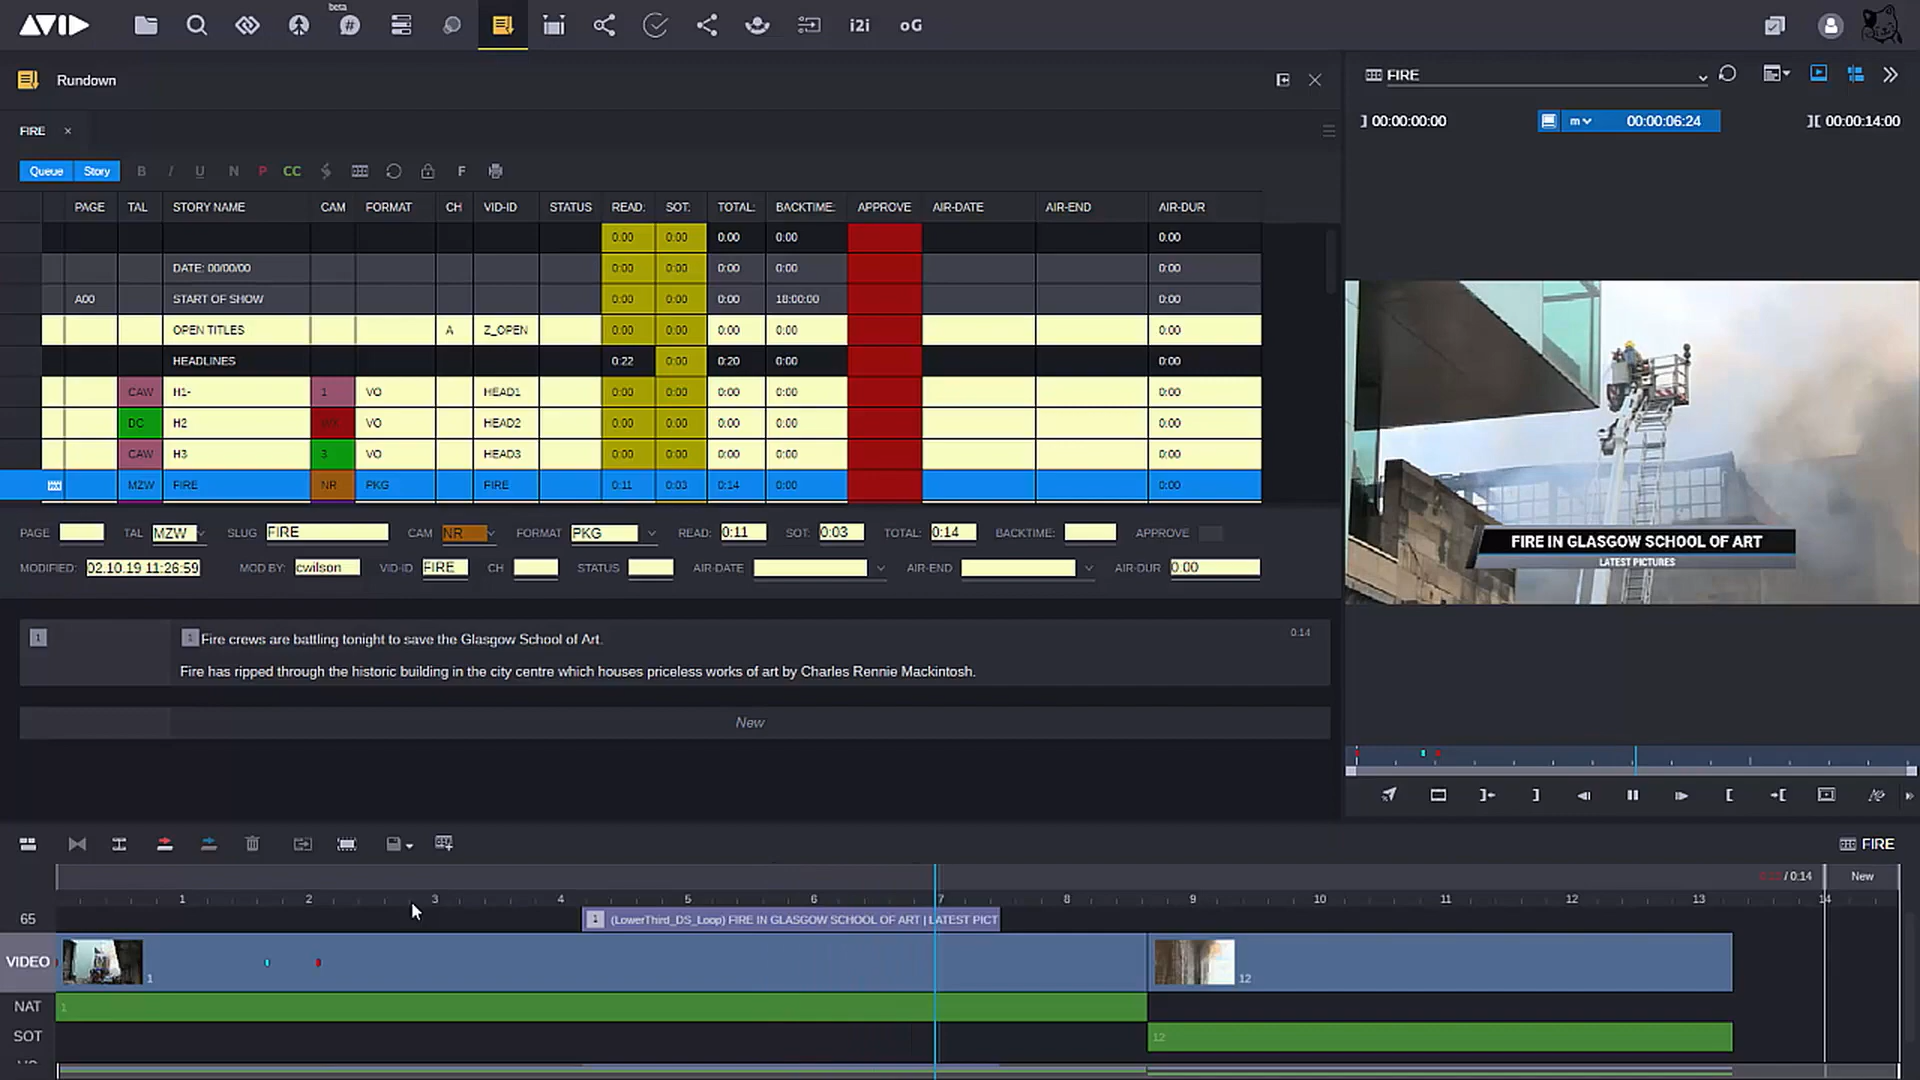 AVID
beta
i2i
oG
Rundown
FIRE
FIRE
] 00:00:00:00
m
00:00:06:24
][ 00:00:14:00
Queue Story B I U N P CC F
PAGE TAL STORY NAME CAM FORMAT CH VID-ID STATUS READ: SOT: TOTAL: BACKTIME: APPROVE AIR-DATE AIR-END AIR-DUR
0:00 0:00 0:00 0:00 0:00
DATE: 00/00/00 0:00 0:00 0:00 0:00 0:00
A00 START OF SHOW 0:00 0:00 0:00 18:00:00 0:00
OPEN TITLES A Z_OPEN 0:00 0:00 0:00 0:00 0:00
HEADLINES 0:22 0:00 0:20 0:00 0:00
CAW H1- 1 VO HEAD1 0:00 0:00 0:00 0:00 0:00
DC H2 VO HEAD2 0:00 0:00 0:00 0:00 0:00
CAW H3 3 VO HEAD3 0:00 0:00 0:00 0:00 0:00
MZW FIRE NR PKG FIRE 0:11 0:03 0:14 0:00 0:00
PAGE TAL MZW SLUG FIRE CAM NR FORMAT PKG READ: 0:11 SOT: 0:03 TOTAL: 0:14 BACKTIME: APPROVE
MODIFIED: 02.10.19 11:26:59 MOD BY: cwilson VID-ID FIRE CH STATUS AIR-DATE AIR-END AIR-DUR 0:00
1 1 Fire crews are battling tonight to save the Glasgow School of Art. 0:14
Fire has ripped through the historic building in the city centre which houses priceless works of art by Charles Rennie Mackintosh.
New
FIRE IN GLASGOW SCHOOL OF ART
LATEST PICTURES
FIRE
/ 0:14 New
1 2 3 4 5 6 7 8 9 10 11 12 13 14
65 1 (LowerThird_DS_Loop) FIRE IN GLASGOW SCHOOL OF ART | LATEST PICT
VIDEO 1 12
NAT 1
SOT 12